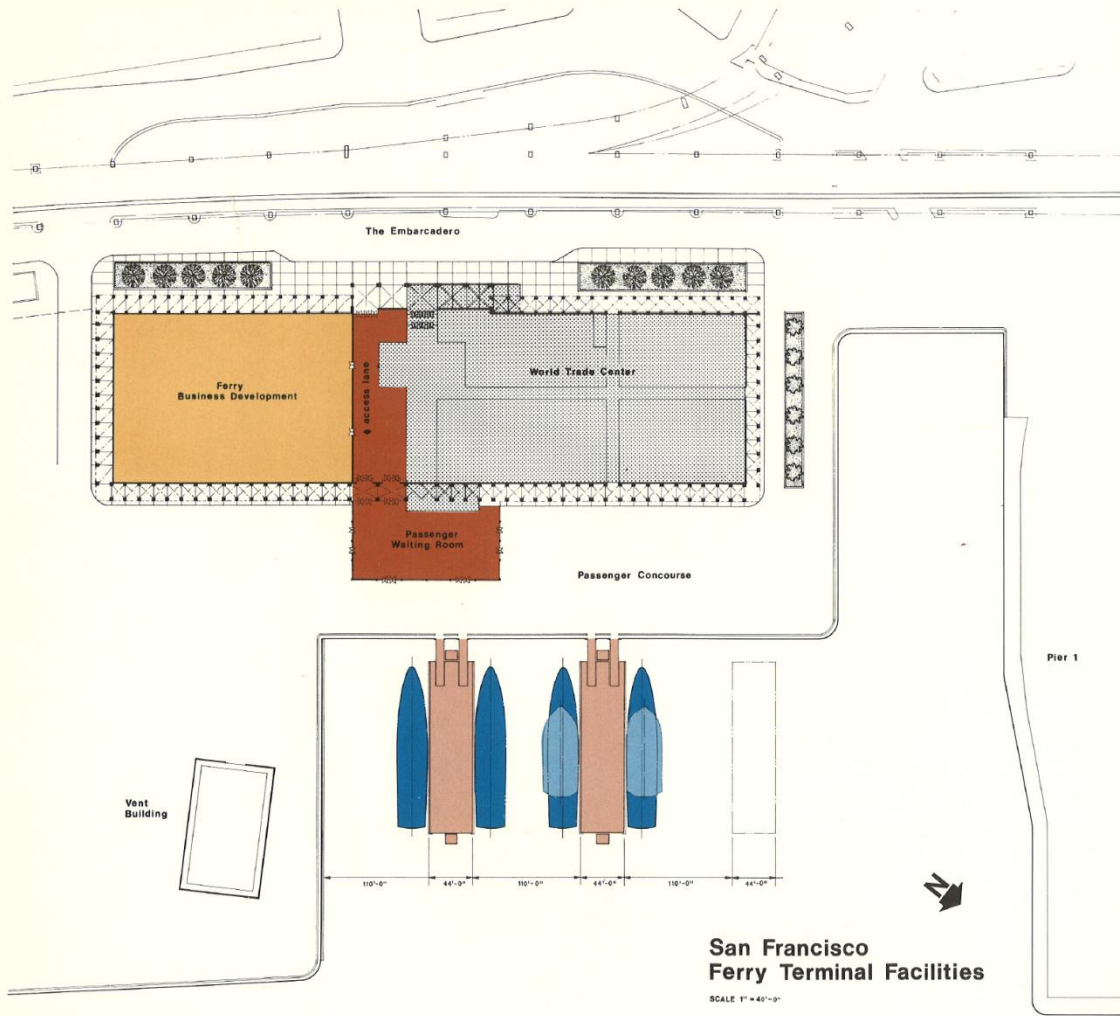 The Embarcadero
Ferry
Business Development
access lane
World Trade Center
Passenger
Waiting Room
Passenger Concourse
Pier 1
Vent
Building
110'-0"
44'-0"
110'-0"
44'-0"
110'-0"
44'-0"
N
San Francisco
Ferry Terminal Facilities
SCALE 1" = 40'-0"